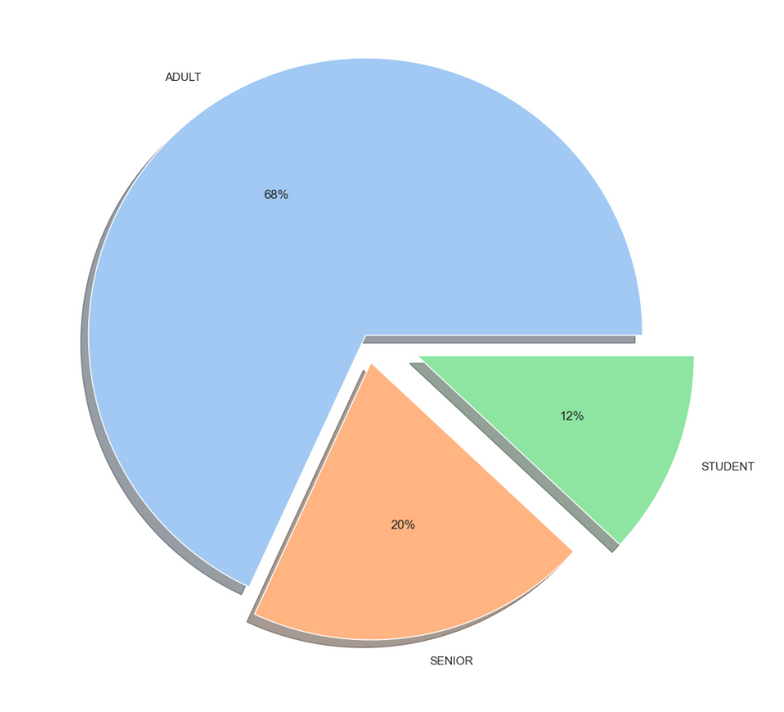 ADULT
68%
12%
STUDENT
20%
SENIOR